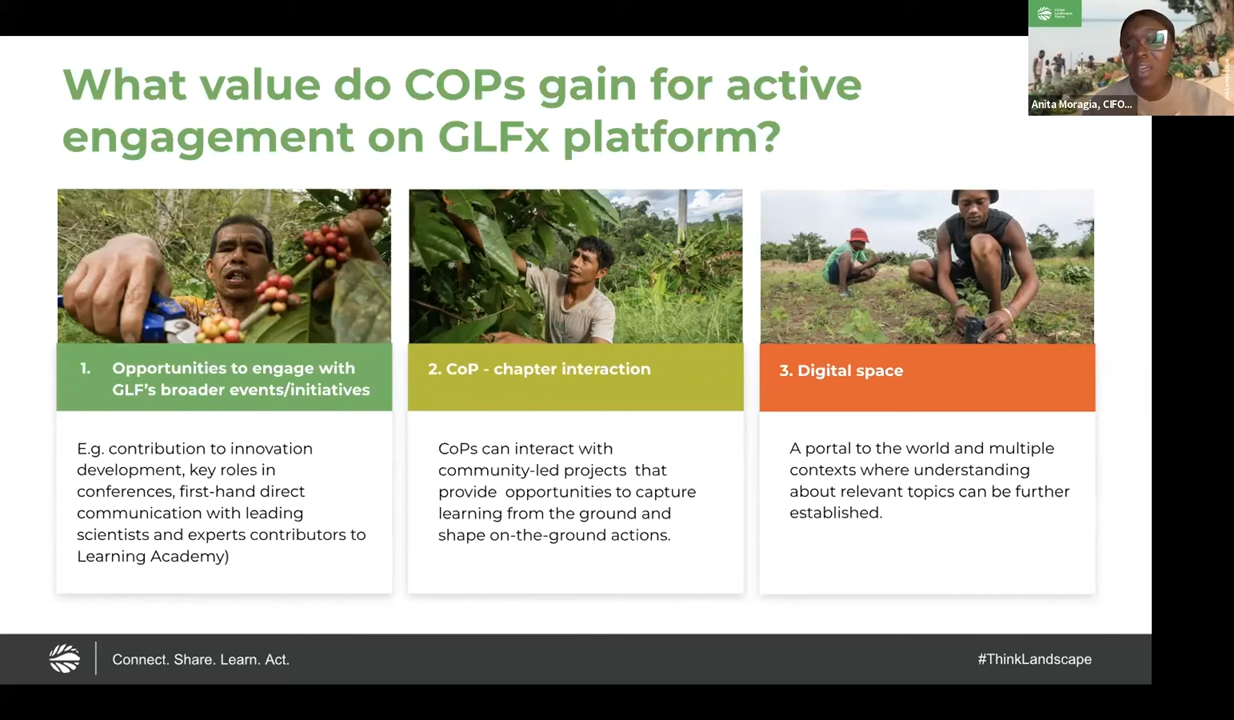 What value do COPs gain for active
engagement on GLFx platform?
Anita Moragia, CIFO...
1. Opportunities to engage with
GLF's broader events/initiatives
E.g. contribution to innovation
development, key roles in
conferences, first-hand direct
communication with leading
scientists and experts contributors to
Learning Academy)
2. CoP - chapter interaction
CoPs can interact with
community-led projects that
provide opportunities to capture
learning from the ground and
shape on-the-ground actions.
3. Digital space
A portal to the world and multiple
contexts where understanding
about relevant topics can be further
established.
Connect. Share. Learn. Act.
#ThinkLandscape